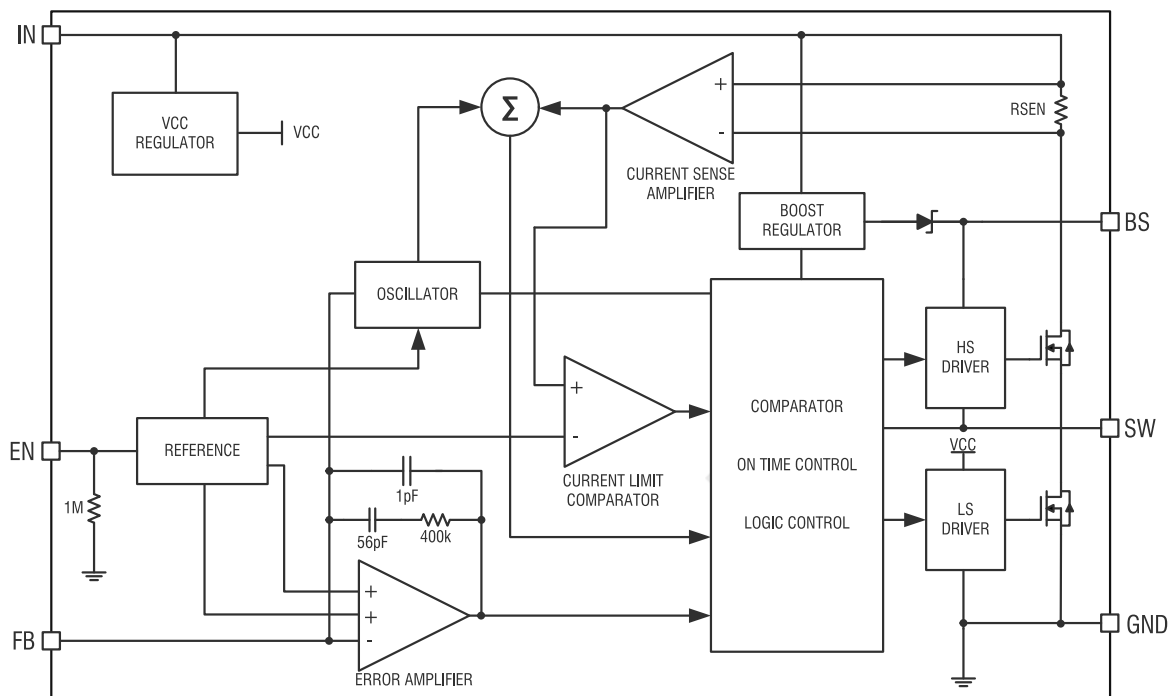 IN
VCC
REGULATOR
VCC
Σ
+
-
CURRENT SENSE
AMPLIFIER
RSEN
BOOST
REGULATOR
BS
OSCILLATOR
HS
DRIVER
+
-
CURRENT LIMIT
COMPARATOR
COMPARATOR
ON TIME CONTROL
LOGIC CONTROL
SW
VCC
LS
DRIVER
EN
REFERENCE
1M
1pF
56pF
400k
+
+
-
ERROR AMPLIFIER
FB
GND